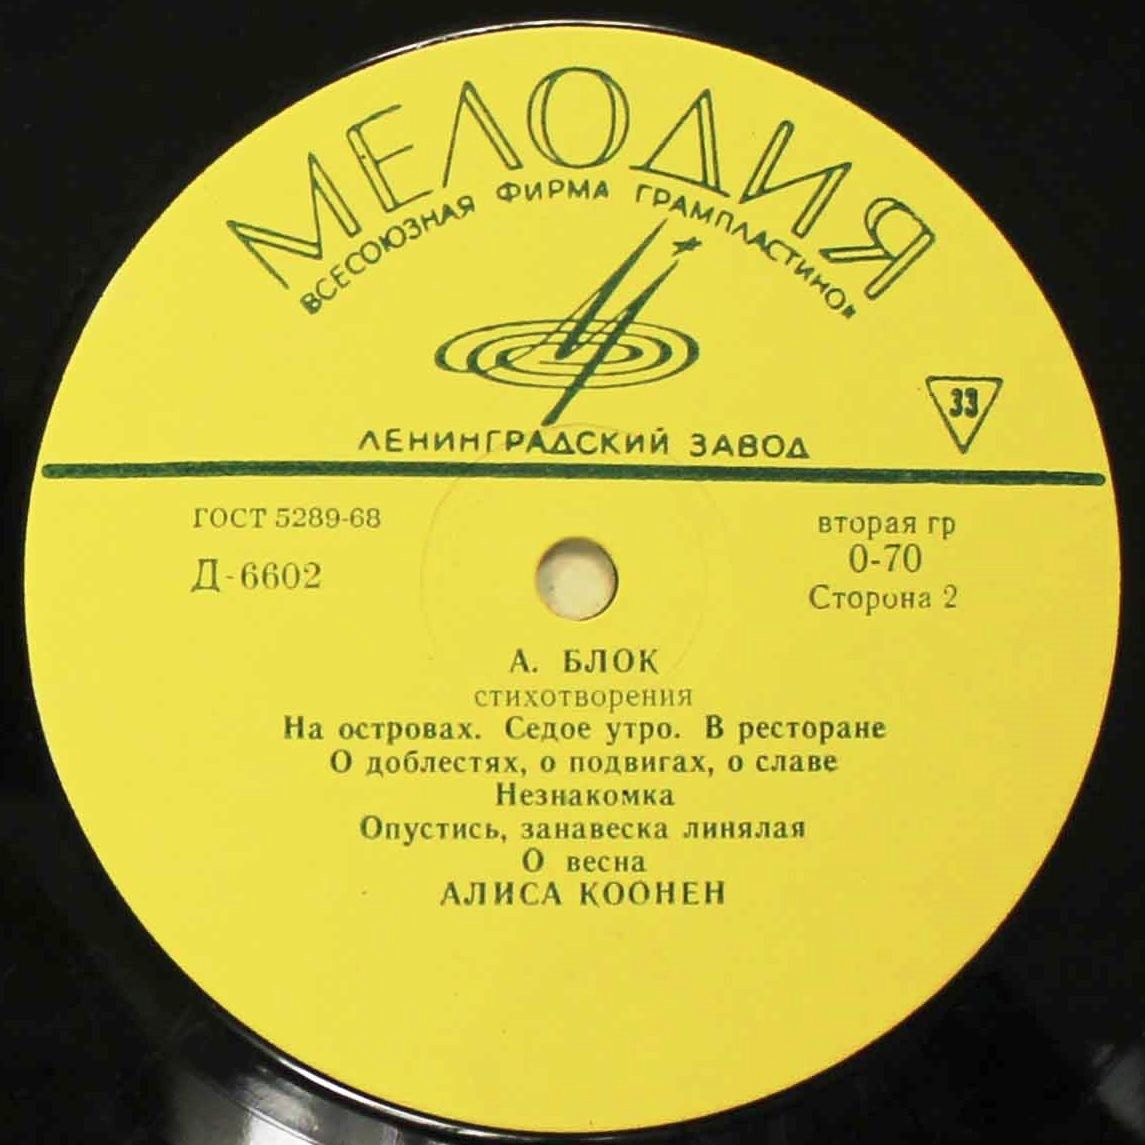 МЕЛОДИЯ
ВСЕСОЮЗНАЯ ФИРМА ГРАМПЛАСТИНОК
33
ЛЕНИНГРАДСКИЙ ЗАВОД
ГОСТ 5289-68
вторая гр
Д-6602
0-70
Сторона 2
А. БЛОК
стихотворения
На островах. Седое утро. В ресторане
О доблестях, о подвигах, о славе
Незнакомка
Опустись, занавеска линялая
О весна
АЛИСА КООНЕН